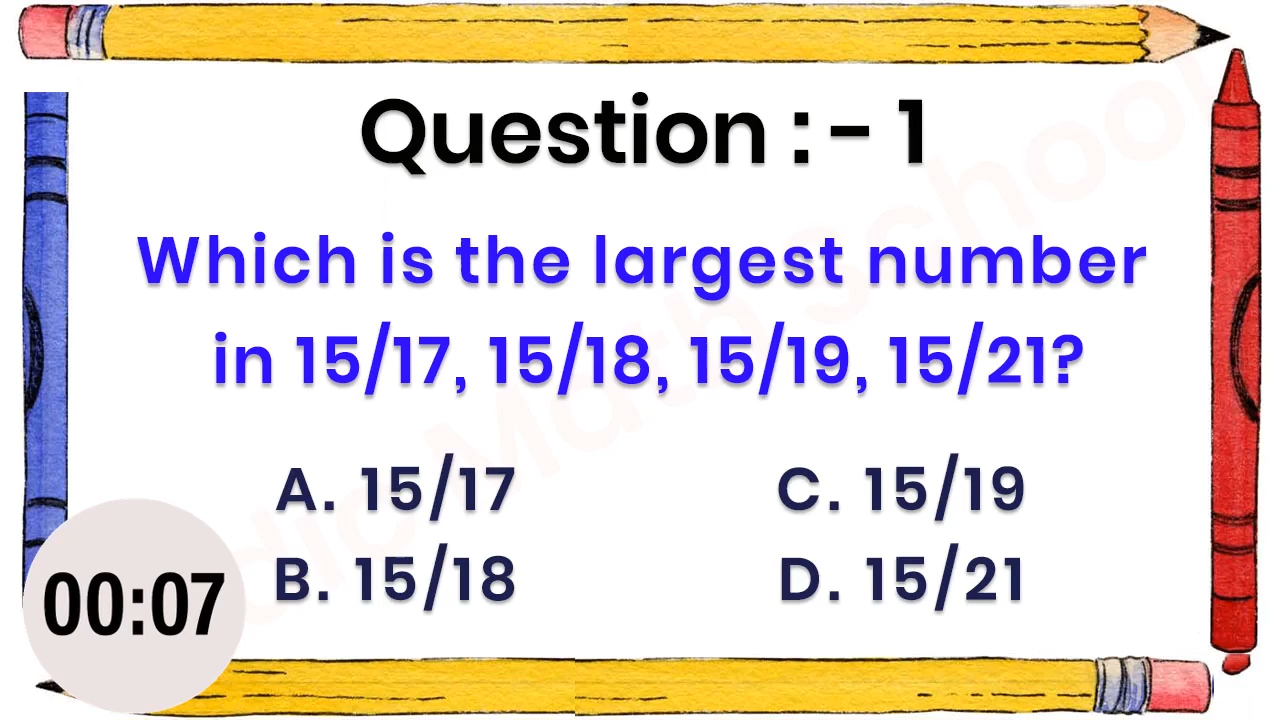 Question : - 1
Which is the largest number
in 15/17, 15/18, 15/19, 15/21?
A. 15/17
C. 15/19
B. 15/18
D. 15/21
00:07